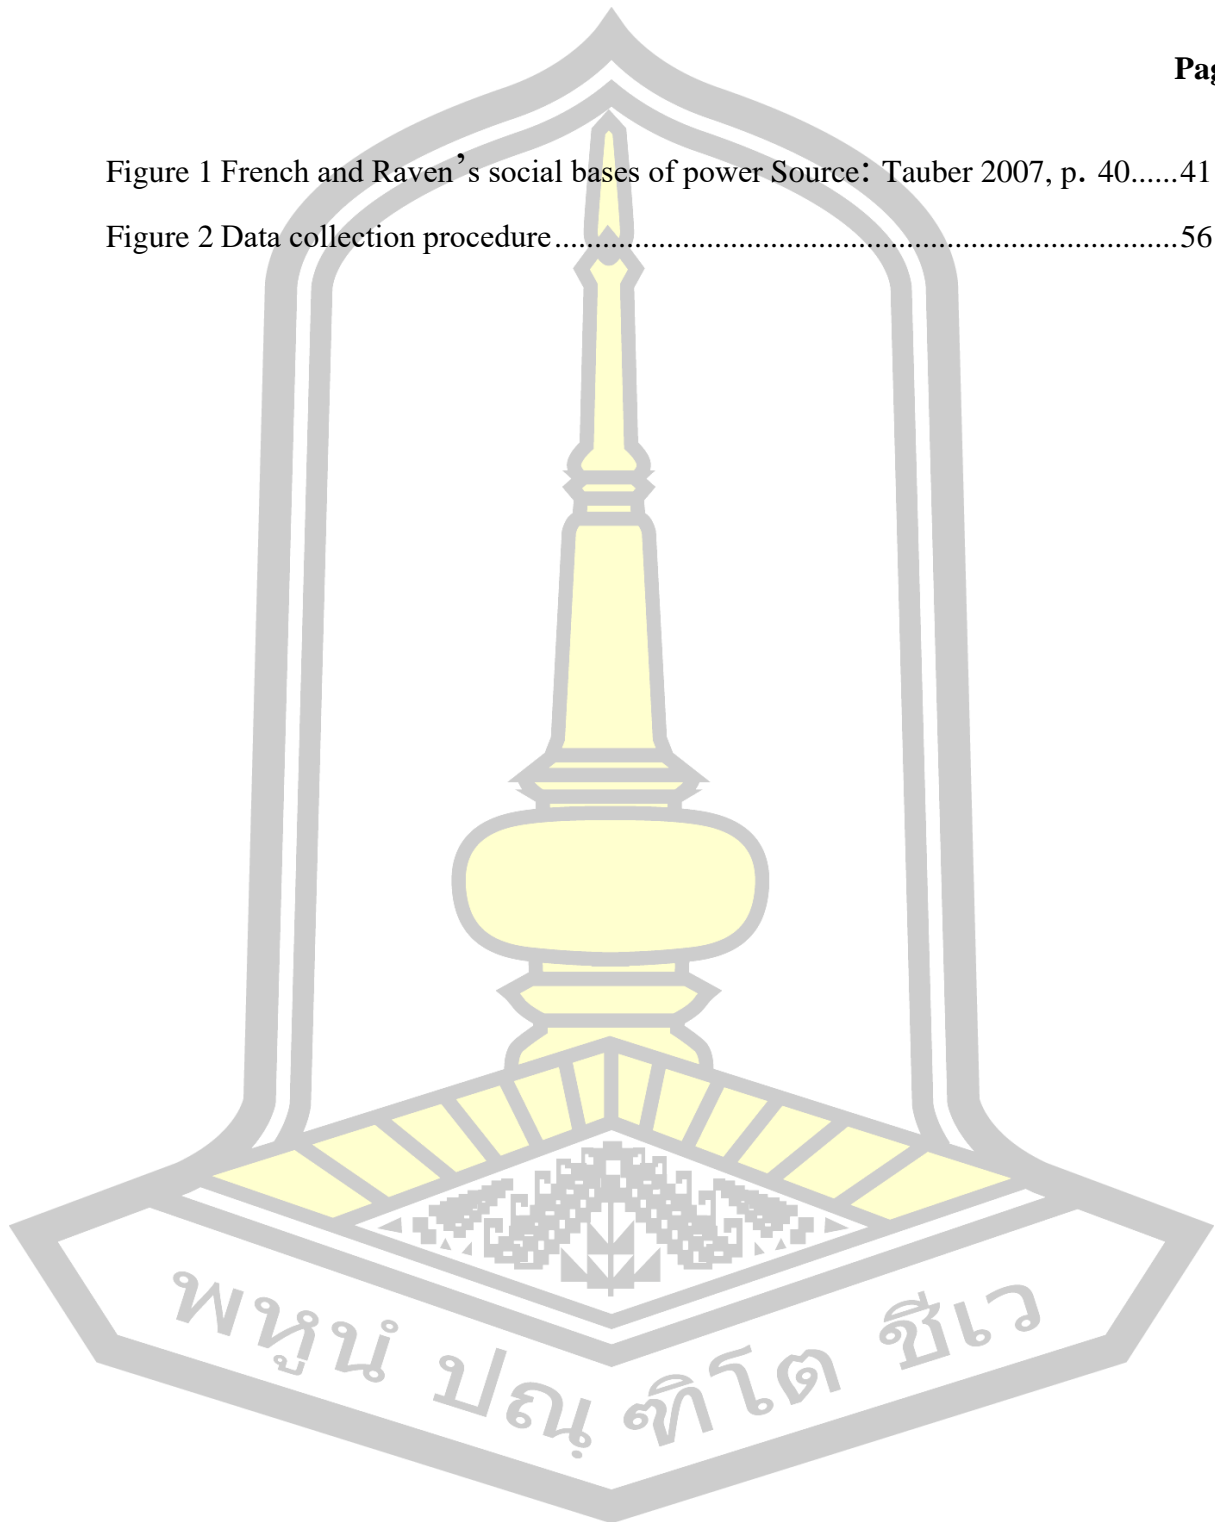 Pag
Figure 1 French and Raven’s social bases of power Source: Tauber 2007, p. 40......41
Figure 2 Data collection procedure..............................................................................56
พหูนํ ปณฺ ฑิโต ชีเว